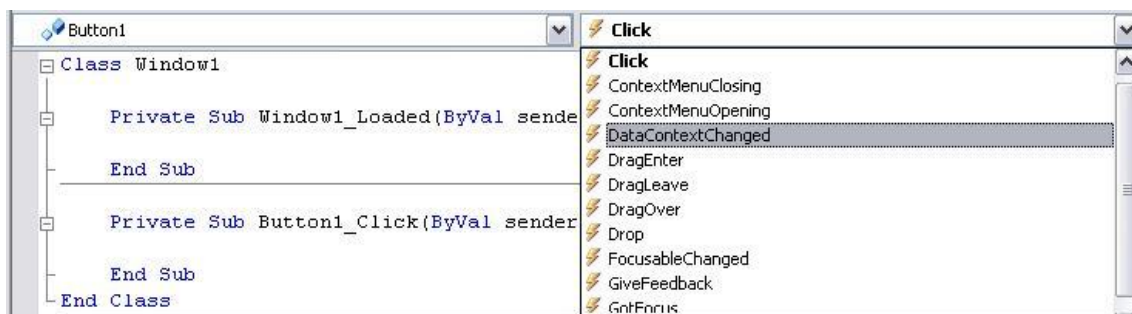 Button1
Click
Class Window1
Private Sub Window1_Loaded(ByVal sende
End Sub
Private Sub Button1_Click(ByVal sender
End Sub
End Class
Click
ContextMenuClosing
ContextMenuOpening
DataContextChanged
DragEnter
DragLeave
DragOver
Drop
FocusableChanged
GiveFeedback
GotFocus